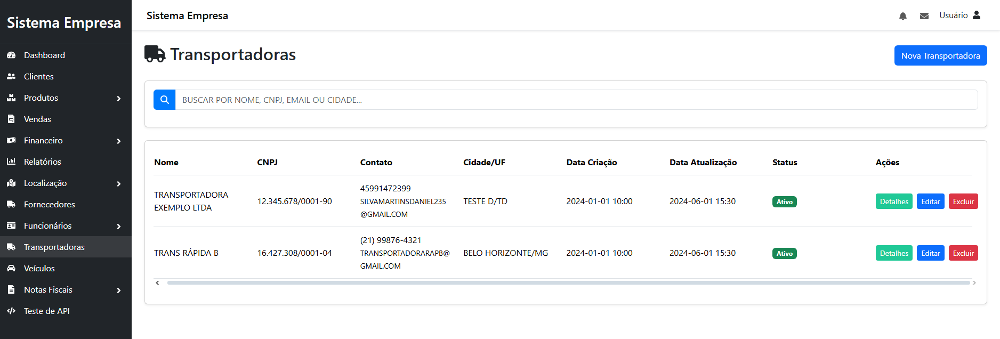 Sistema Empresa
Dashboard
Clientes
Produtos
Vendas
Financeiro
Relatórios
Localização
Fornecedores
Funcionários
Transportadoras
Veículos
Notas Fiscais
Teste de API
Sistema Empresa
Usuário
Transportadoras
Nova Transportadora
BUSCAR POR NOME, CNPJ, EMAIL OU CIDADE...
Nome CNPJ Contato Cidade/UF Data Criação Data Atualização Status Ações
TRANSPORTADORA
EXEMPLO LTDA
12.345.678/0001-90
45991472399
SILVAMARTINSDANIEL235
@GMAIL.COM
TESTE D/TD
2024-01-01 10:00
2024-06-01 15:30
Ativo
Detalhes Editar Excluir
TRANS RÁPIDA B
16.427.308/0001-04
(21) 99876-4321
TRANSPORTADORARAPB@
GMAIL.COM
BELO HORIZONTE/MG
2024-01-01 10:00
2024-06-01 15:30
Ativo
Detalhes Editar Excluir